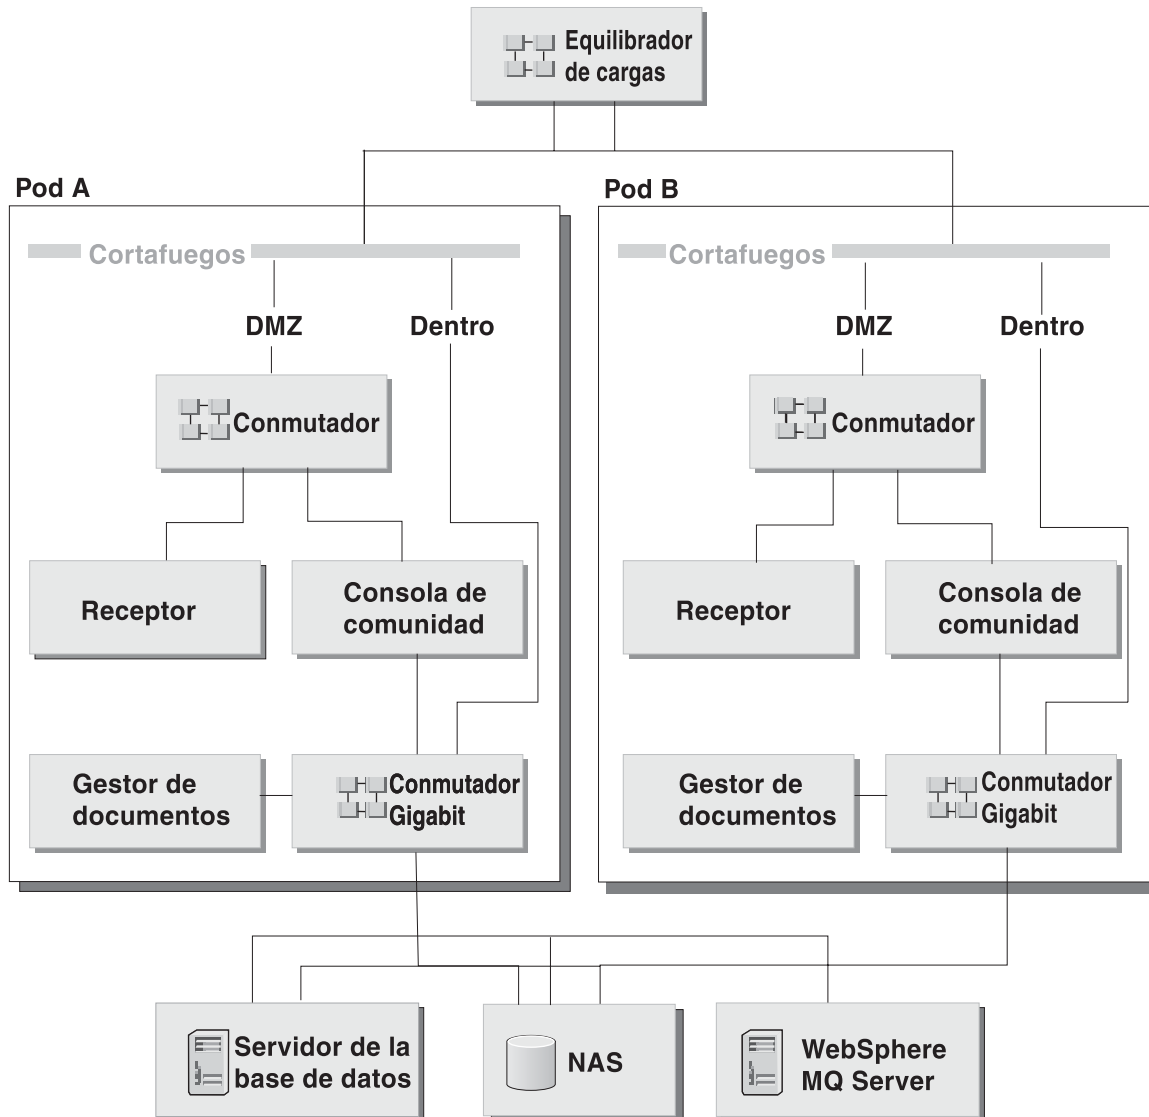 Equilibrador
de cargas
Pod A
Pod B
Cortafuegos
Cortafuegos
DMZ
Dentro
DMZ
Dentro
Conmutador
Conmutador
Receptor
Consola de
comunidad
Receptor
Consola de
comunidad
Gestor de
documentos
Conmutador
Gigabit
Gestor de
documentos
Conmutador
Gigabit
Servidor de la
base de datos
NAS
WebSphere
MQ Server